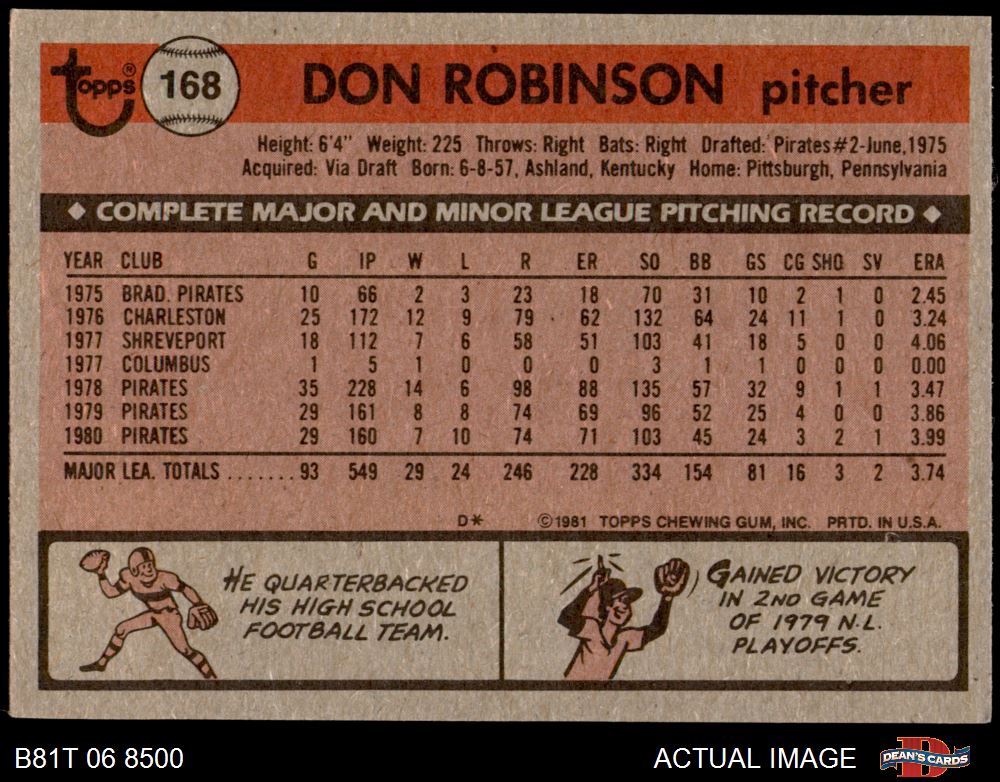 Topps® 168 DON ROBINSON pitcher
Height: 6'4" Weight: 225 Throws: Right Bats: Right Drafted: Pirates #2-June, 1975
Acquired: Via Draft Born: 6-8-57, Ashland, Kentucky Home: Pittsburgh, Pennsylvania
◆ COMPLETE MAJOR AND MINOR LEAGUE PITCHING RECORD ◆
YEAR CLUB G IP W L R ER SO BB GS CG SHO SV ERA
1975 BRAD. PIRATES 10 66 2 3 23 18 70 31 10 2 1 0 2.45
1976 CHARLESTON 25 172 12 9 79 62 132 64 24 11 1 0 3.24
1977 SHREVEPORT 18 112 7 6 58 51 103 41 18 5 0 0 4.06
1977 COLUMBUS 1 5 1 0 0 0 3 1 1 0 0 0 0.00
1978 PIRATES 35 228 14 6 98 88 135 57 32 9 1 1 3.47
1979 PIRATES 29 161 8 8 74 69 96 52 25 4 0 0 3.86
1980 PIRATES 29 160 7 10 74 71 103 45 24 3 2 1 3.99
MAJOR LEA. TOTALS ....... 93 549 29 24 246 228 334 154 81 16 3 2 3.74
D* ©1981 TOPPS CHEWING GUM, INC. PRTD. IN U.S.A.
HE QUARTERBACKED
HIS HIGH SCHOOL
FOOTBALL TEAM.
GAINED VICTORY
IN 2ND GAME
OF 1979 N.L.
PLAYOFFS.
B81T 06 8500 ACTUAL IMAGE D DEAN'S CARDS